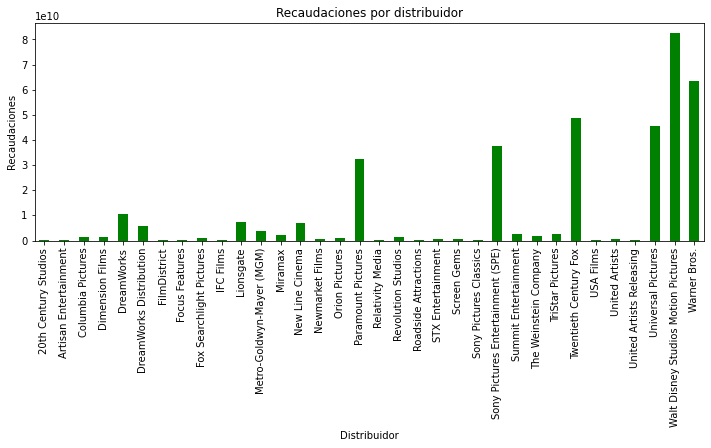 Recaudaciones por distribuidor
1e10
8
7
6
5
4
3
2
1
0
Recaudaciones
20th Century Studios
Artisan Entertainment
Columbia Pictures
Dimension Films
DreamWorks
DreamWorks Distribution
FilmDistrict
Focus Features
Fox Searchlight Pictures
IFC Films
Lionsgate
Metro-Goldwyn-Mayer (MGM)
Miramax
New Line Cinema
Newmarket Films
Orion Pictures
Paramount Pictures
Relativity Media
Revolution Studios
Roadside Attractions
STX Entertainment
Screen Gems
Sony Pictures Classics
Sony Pictures Entertainment (SPE)
Summit Entertainment
The Weinstein Company
TriStar Pictures
Twentieth Century Fox
USA Films
United Artists
United Artists Releasing
Universal Pictures
Walt Disney Studios Motion Pictures
Warner Bros.
Distribuidor